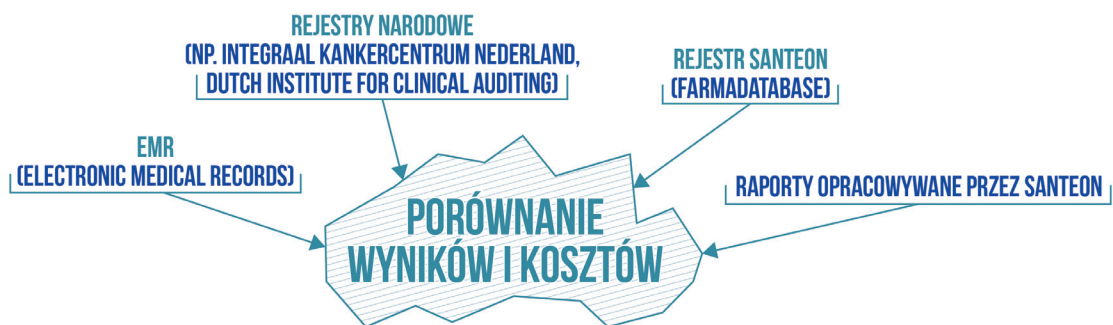 REJESTRY NARODOWE
(NP. INTEGRAAL KANKERCENTRUM NEDERLAND,
DUTCH INSTITUTE FOR CLINICAL AUDITING)
REJESTR SANTEON
(FARMADATABASE)
EMR
(ELECTRONIC MEDICAL RECORDS)
RAPORTY OPRACOWYWANE PRZEZ SANTEON
PORÓWNANIE
WYNIKÓW I KOSZTÓW